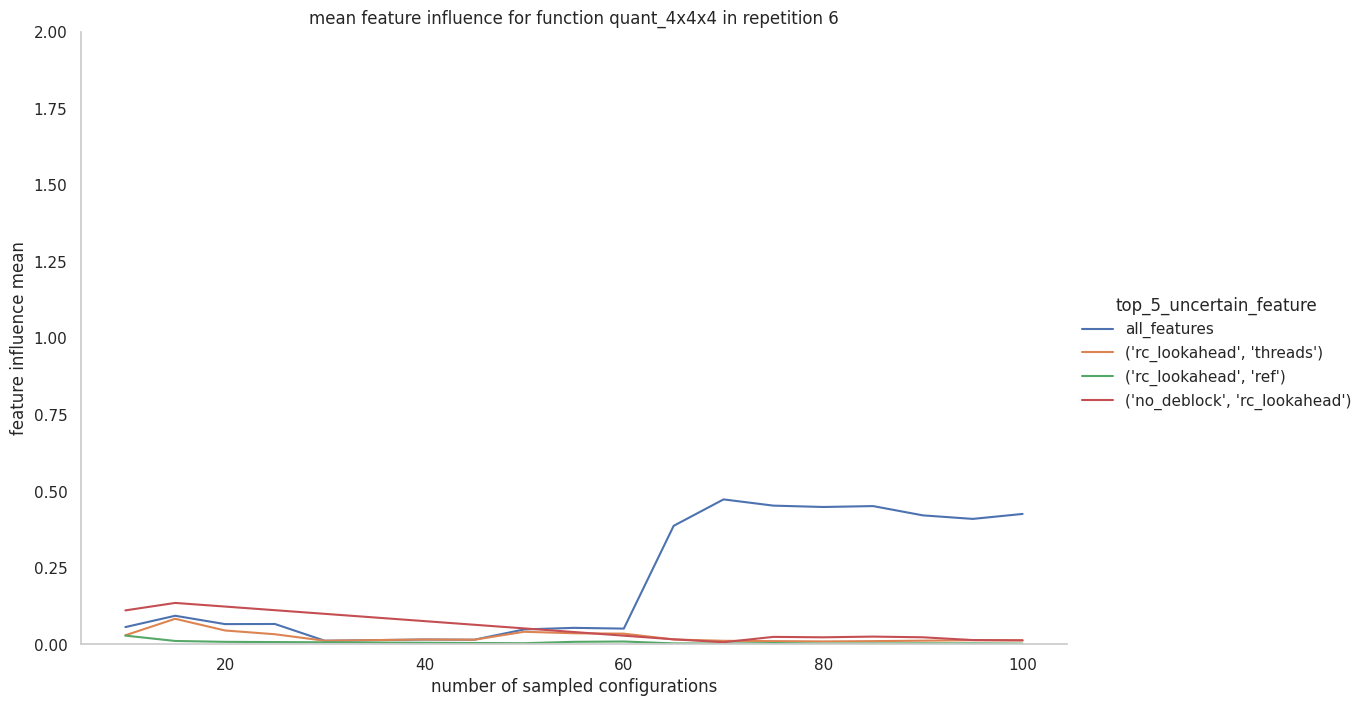 mean feature influence for function quant_4x4x4 in repetition 6
2.00
1.75
1.50
1.25
1.00
0.75
0.50
0.25
0.00
feature influence mean
20
40
60
80
100
number of sampled configurations
top_5_uncertain_feature
all_features
('rc_lookahead', 'threads')
('rc_lookahead', 'ref')
('no_deblock', 'rc_lookahead')